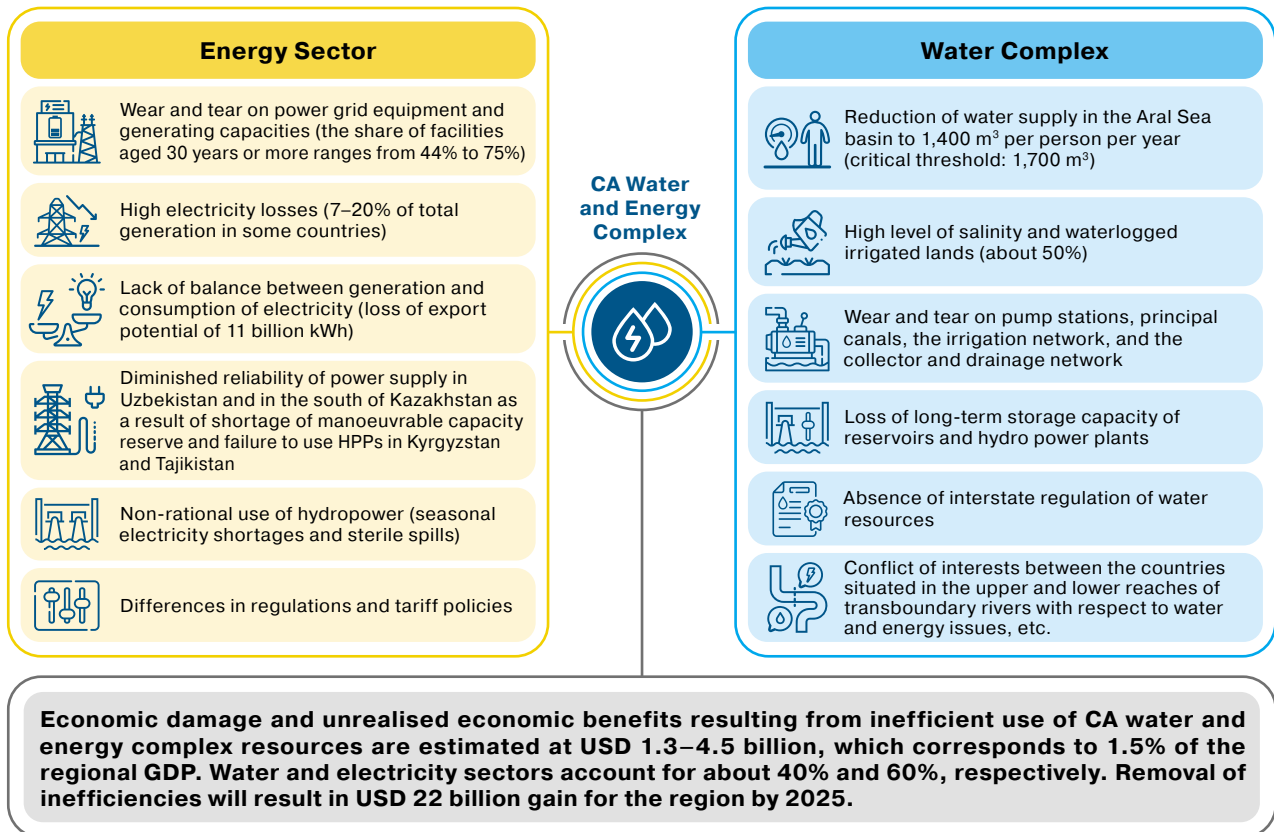 Energy Sector
Wear and tear on power grid equipment and
generating capacities (the share of facilities
aged 30 years or more ranges from 44% to 75%)
High electricity losses (7–20% of total
generation in some countries)
Lack of balance between generation and
consumption of electricity (loss of export
potential of 11 billion kWh)
Diminished reliability of power supply in
Uzbekistan and in the south of Kazakhstan as
a result of shortage of manoeuvrable capacity
reserve and failure to use HPPs in Kyrgyzstan
and Tajikistan
Non-rational use of hydropower (seasonal
electricity shortages and sterile spills)
Differences in regulations and tariff policies
CA Water
and Energy
Complex
Water Complex
Reduction of water supply in the Aral Sea
basin to 1,400 m³ per person per year
(critical threshold: 1,700 m³)
High level of salinity and waterlogged
irrigated lands (about 50%)
Wear and tear on pump stations, principal
canals, the irrigation network, and the
collector and drainage network
Loss of long-term storage capacity of
reservoirs and hydro power plants
Absence of interstate regulation of water
resources
Conflict of interests between the countries
situated in the upper and lower reaches of
transboundary rivers with respect to water
and energy issues, etc.
Economic damage and unrealised economic benefits resulting from inefficient use of CA water and
energy complex resources are estimated at USD 1.3–4.5 billion, which corresponds to 1.5% of the
regional GDP. Water and electricity sectors account for about 40% and 60%, respectively. Removal of
inefficiencies will result in USD 22 billion gain for the region by 2025.